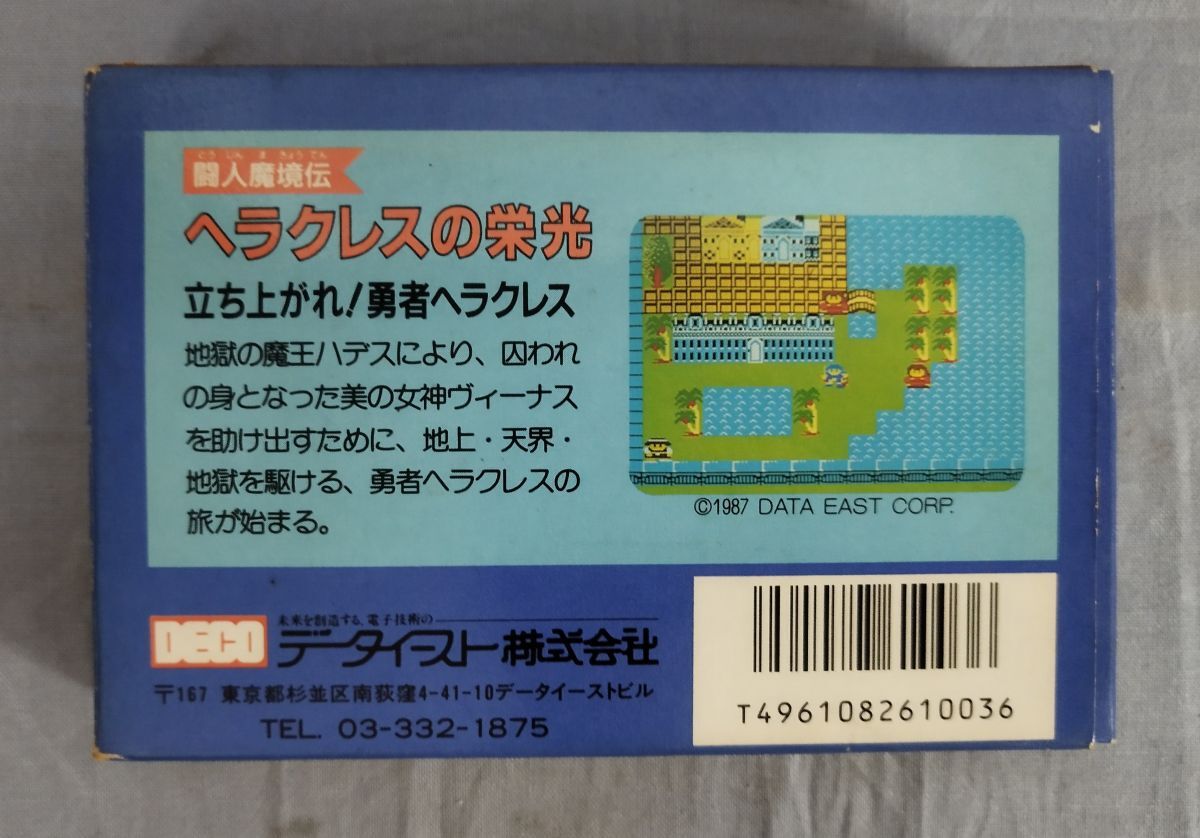 とうじんまきょうでん
闘人魔境伝
ヘラクレスの栄光
立ち上がれ!勇者ヘラクレス
地獄の魔王ハデスにより、囚われ
の身となった美の女神ヴィーナス
を助け出すために、地上・天界・
地獄を駆ける、勇者ヘラクレスの
旅が始まる。
©1987 DATA EAST CORP.
DECO
未来を創造する、電子技術の
データイースト株式会社
〒167 東京都杉並区南荻窪4-41-10データイーストビル
TEL. 03-332-1875
T4961082610036